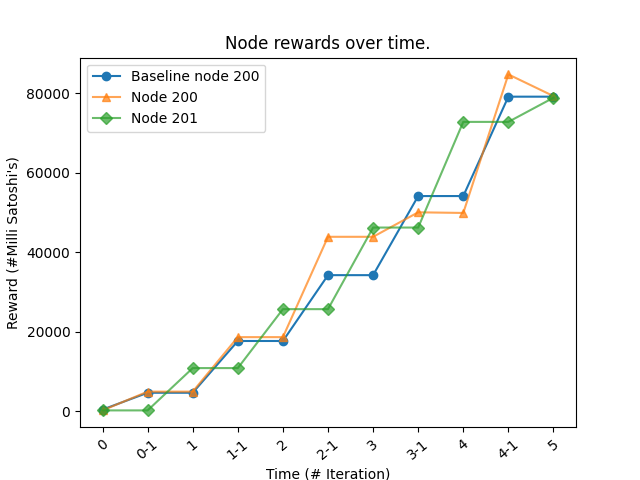 Node rewards over time.
Baseline node 200
Node 200
Node 201
Reward (#Milli Satoshi's)
80000
60000
40000
20000
0
0
0-1
1
1-1
2
2-1
3
3-1
4
4-1
5
Time (# Iteration)